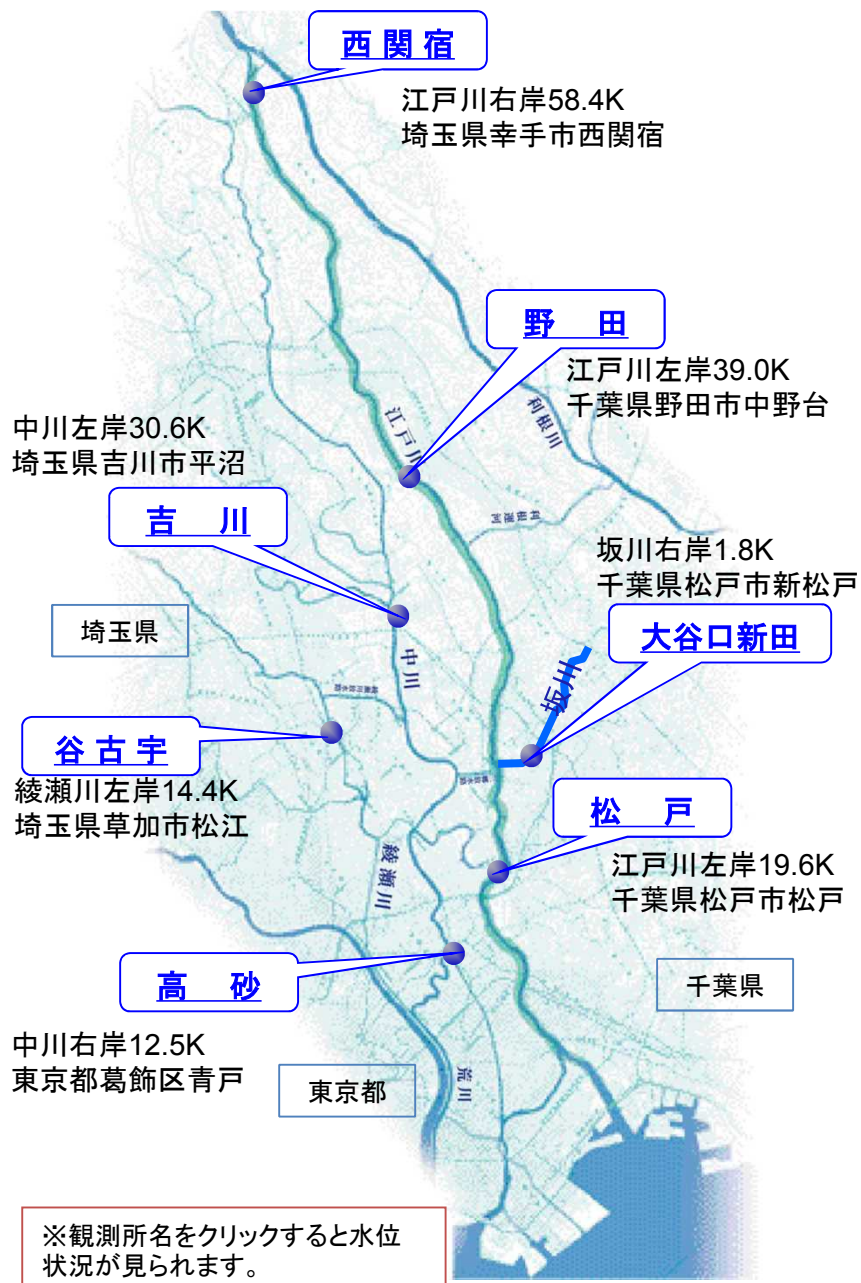 西関宿
江戸川右岸58.4K
埼玉県幸手市西関宿
野 田
江戸川左岸39.0K
千葉県野田市中野台
利根川
江戸川
中川左岸30.6K
埼玉県吉川市平沼
吉 川
利根運河
坂川右岸1.8K
千葉県松戸市新松戸
大谷口新田
埼玉県
中川
坂川
谷古宇
綾瀬川左岸14.4K
埼玉県草加市松江
松 戸
江戸川左岸19.6K
千葉県松戸市松戸
綾瀬川
高 砂
千葉県
中川右岸12.5K
東京都葛飾区青戸
東京都
荒川
※観測所名をクリックすると水位
状況が見られます。